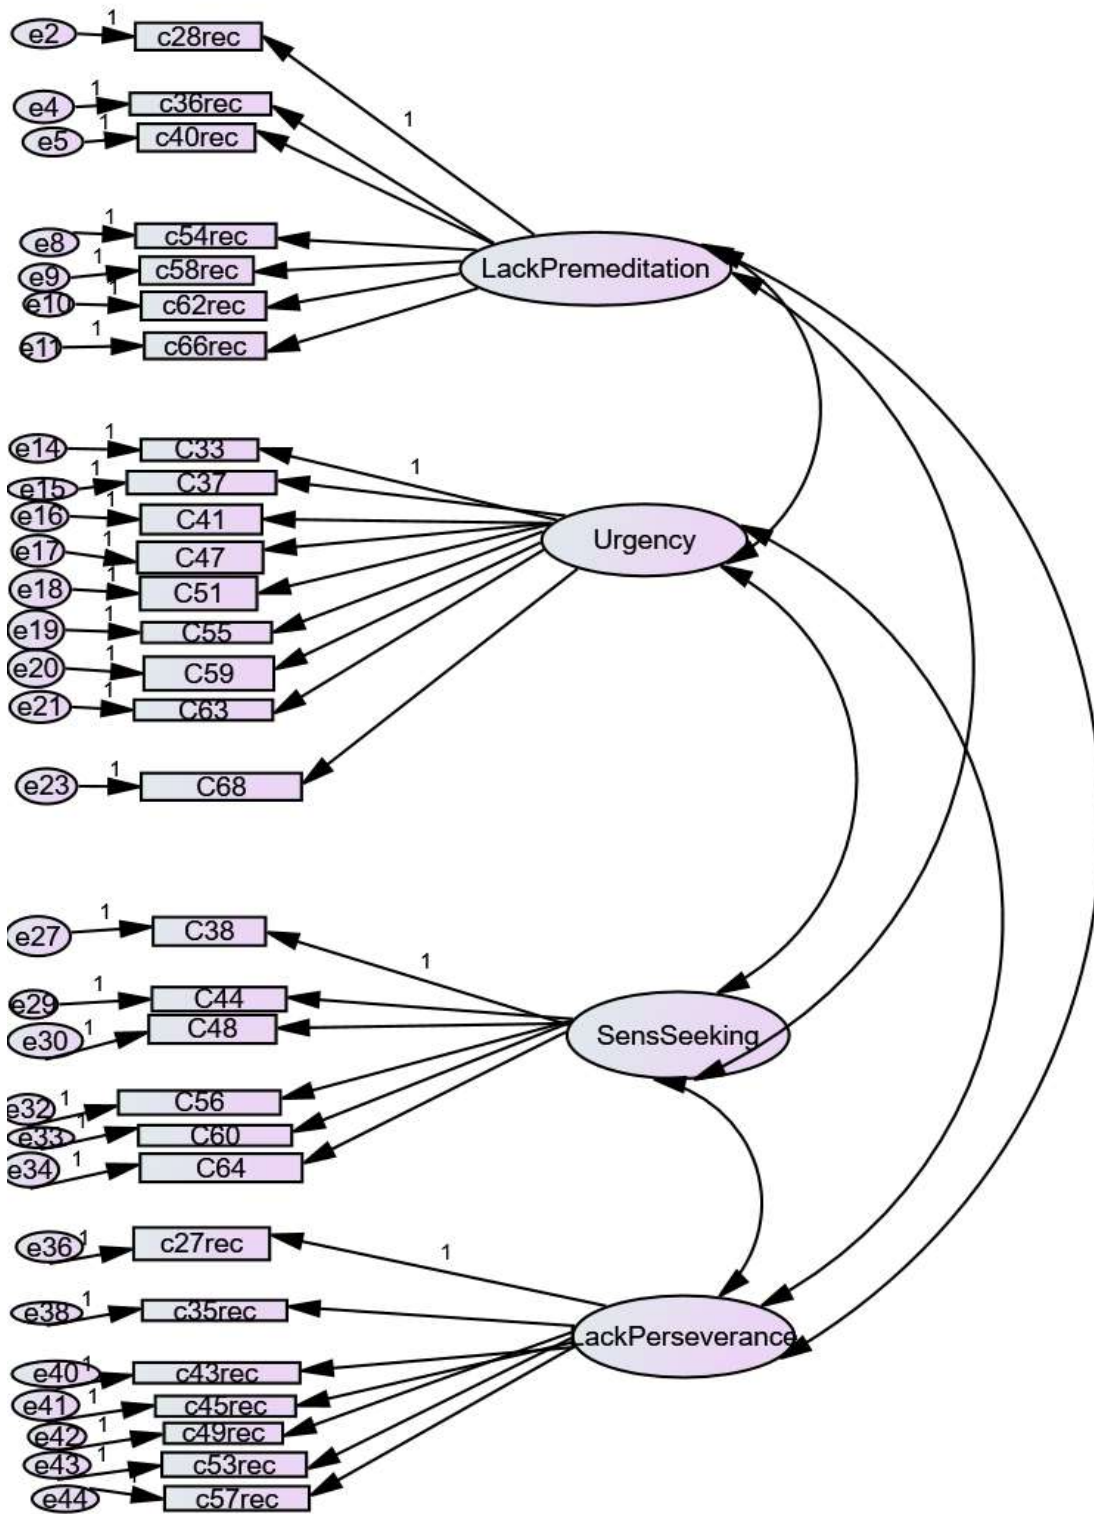 1
e2 c28rec
1
e4 c36rec
1
e5 c40rec
1
1
e8 c54rec
LackPremeditation
1
e9 c58rec
1
e10 c62rec
1
e11 c66rec
1
e14 C33
1
1
e15 C37
1
e16 C41
Urgency
1
e17 C47
1
e18 C51
1
e19 C55
1
e20 C59
1
e21 C63
1
e23 C68
1
e27 C38
1
1
e29 C44
1
e30 C48
SensSeeking
1
e32 C56
1
e33 C60
1
e34 C64
1
e36 c27rec
1
1
e38 c35rec
LackPerseverance
1
e40 c43rec
1
e41 c45rec
1
e42 c49rec
1
e43 c53rec
1
e44 c57rec